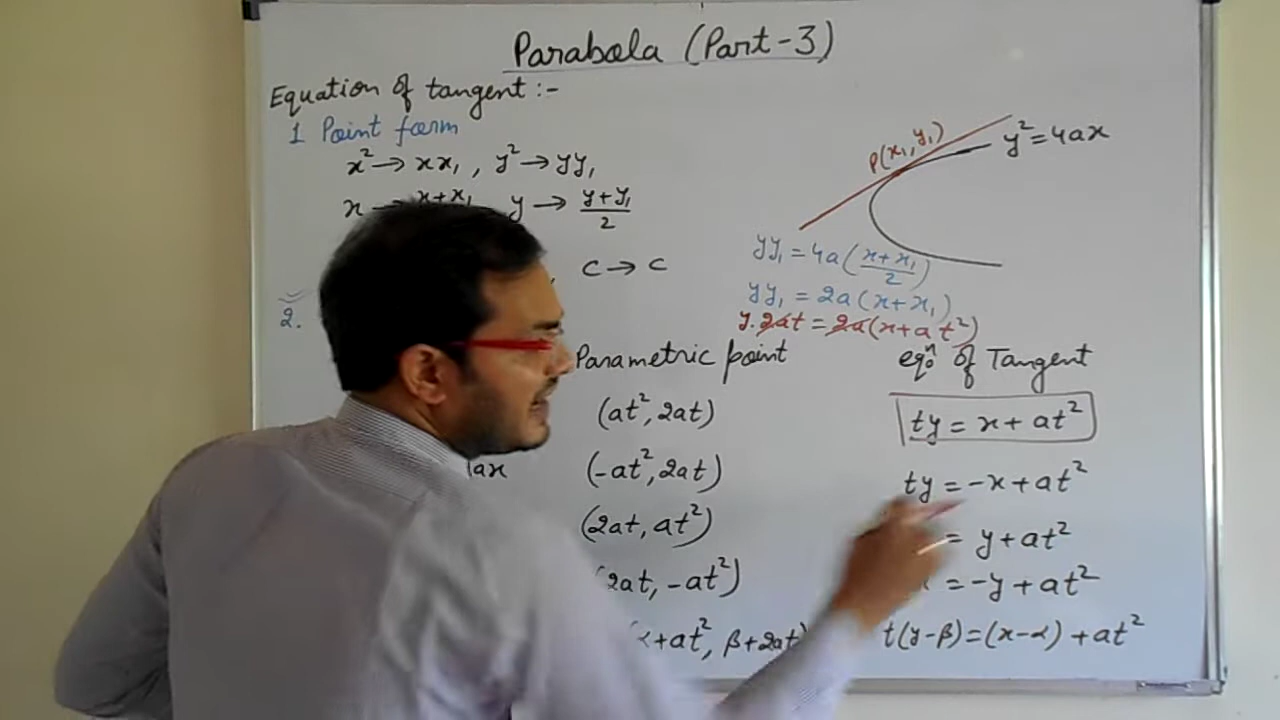 Parabola (Part-3)
Equation of tangent :-
1 Point form
x² → xx₁ , y² → yy₁
x → x+x₁ y → y+y₁/2
c → c
2.
P(x₁,y₁)
y²=4ax
yy₁ = 4a(x+x₁/2)
yy₁ = 2a(x+x₁)
y.2at = 2a(x+at²)
Parametric point
eqⁿ of Tangent
(at², 2at)
ty = x + at²
ax
(-at², 2at)
ty = -x + at²
(2at, at²)
= y + at²
(2at, -at²)
= -y + at²
+at², β+2at)
t(y-β)=(x-α)+at²